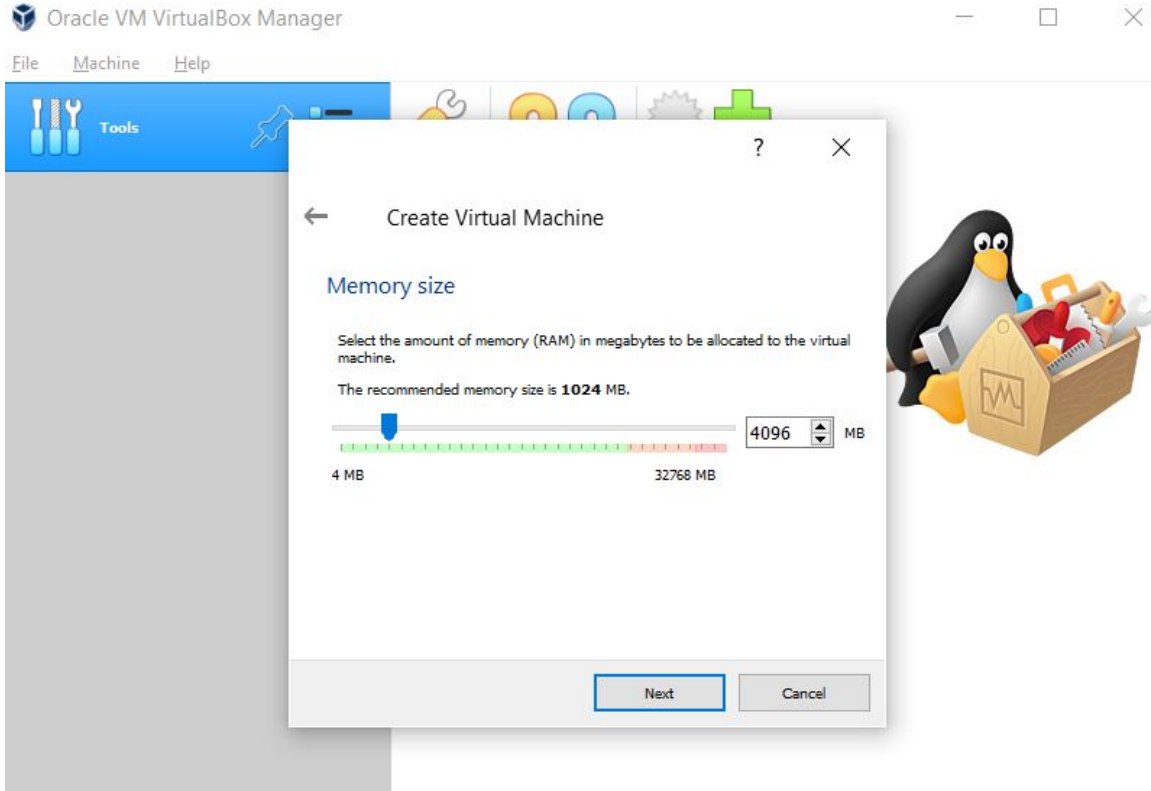 Oracle VM VirtualBox Manager
File Machine Help
Tools
?
Create Virtual Machine
Memory size
Select the amount of memory (RAM) in megabytes to be allocated to the virtual
machine.
The recommended memory size is 1024 MB.
4096 MB
4 MB 32768 MB
Next Cancel